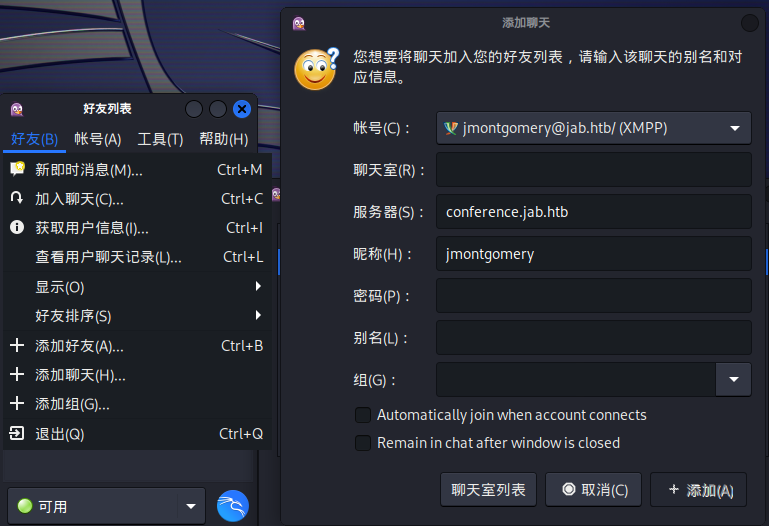 好友列表
好友(B) 帐号(A) 工具(T) 帮助(H)
新即时消息(M)... Ctrl+M
加入聊天(C)... Ctrl+C
获取用户信息(I)... Ctrl+I
查看用户聊天记录(L)... Ctrl+L
显示(O)
好友排序(S)
添加好友(A)... Ctrl+B
添加聊天(H)...
添加组(G)...
退出(Q) Ctrl+Q
可用
添加聊天
您想要将聊天加入您的好友列表，请输入该聊天的别名和对
应信息。
帐号(C)： jmontgomery@jab.htb/ (XMPP)
聊天室(R)：
服务器(S)： conference.jab.htb
昵称(H)： jmontgomery
密码(P)：
别名(L)：
组(G)：
Automatically join when account connects
Remain in chat after window is closed
聊天室列表 取消(C) 添加(A)